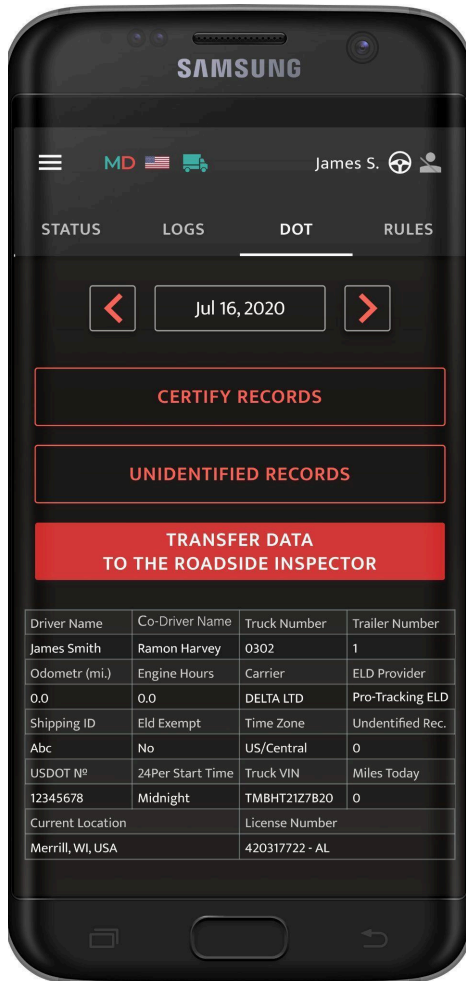 SAMSUNG
MD James S.
STATUS LOGS DOT RULES
Jul 16, 2020
CERTIFY RECORDS
UNIDENTIFIED RECORDS
TRANSFER DATA
TO THE ROADSIDE INSPECTOR
Driver Name Co-Driver Name Truck Number Trailer Number
James Smith Ramon Harvey 0302 1
Odometr (mi.) Engine Hours Carrier ELD Provider
0.0 0.0 DELTA LTD Pro-Tracking ELD
Shipping ID Eld Exempt Time Zone Undentified Rec.
Abc No US/Central 0
USDOT Nº 24Per Start Time Truck VIN Miles Today
12345678 Midnight TMBHT21Z7B20 0
Current Location License Number
Merrill, WI, USA 420317722 - AL